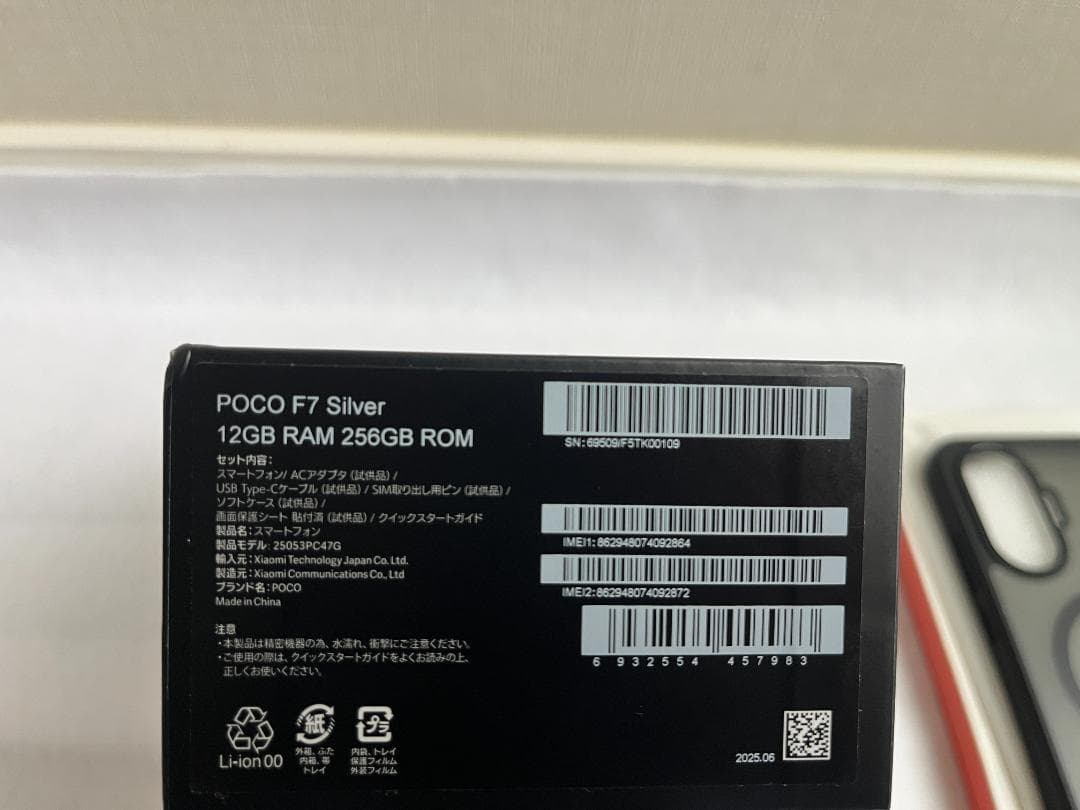 POCO F7 Silver
12GB RAM 256GB ROM
セット内容:
スマートフォン/ ACアダプタ (試供品) /
USB Type-Cケーブル (試供品) / SIM取り出し用ピン (試供品) /
ソフトケース (試供品) /
画面保護シート 貼付済 (試供品) / クイックスタートガイド
製品名: スマートフォン
製品モデル: 25053PC47G
輸入元: Xiaomi Technology Japan Co. Ltd.
製造元: Xiaomi Communications Co., Ltd
ブランド名: POCO
Made in China
注意
・本製品は精密機器の為、水濡れ、衝撃にご注意ください。
・ご使用の際は、クイックスタートガイドをよくお読みの上、
正しくお使いください。
Li-ion 00
紙
外箱、ふた
内箱、帯
トレイ
プラ
内袋、トレイ
保護フィルム
外装フィルム
SN: 69509/F5TK00109
IMEI1: 862948074092864
IMEI2: 862948074092872
6 932554 457983
2025.06